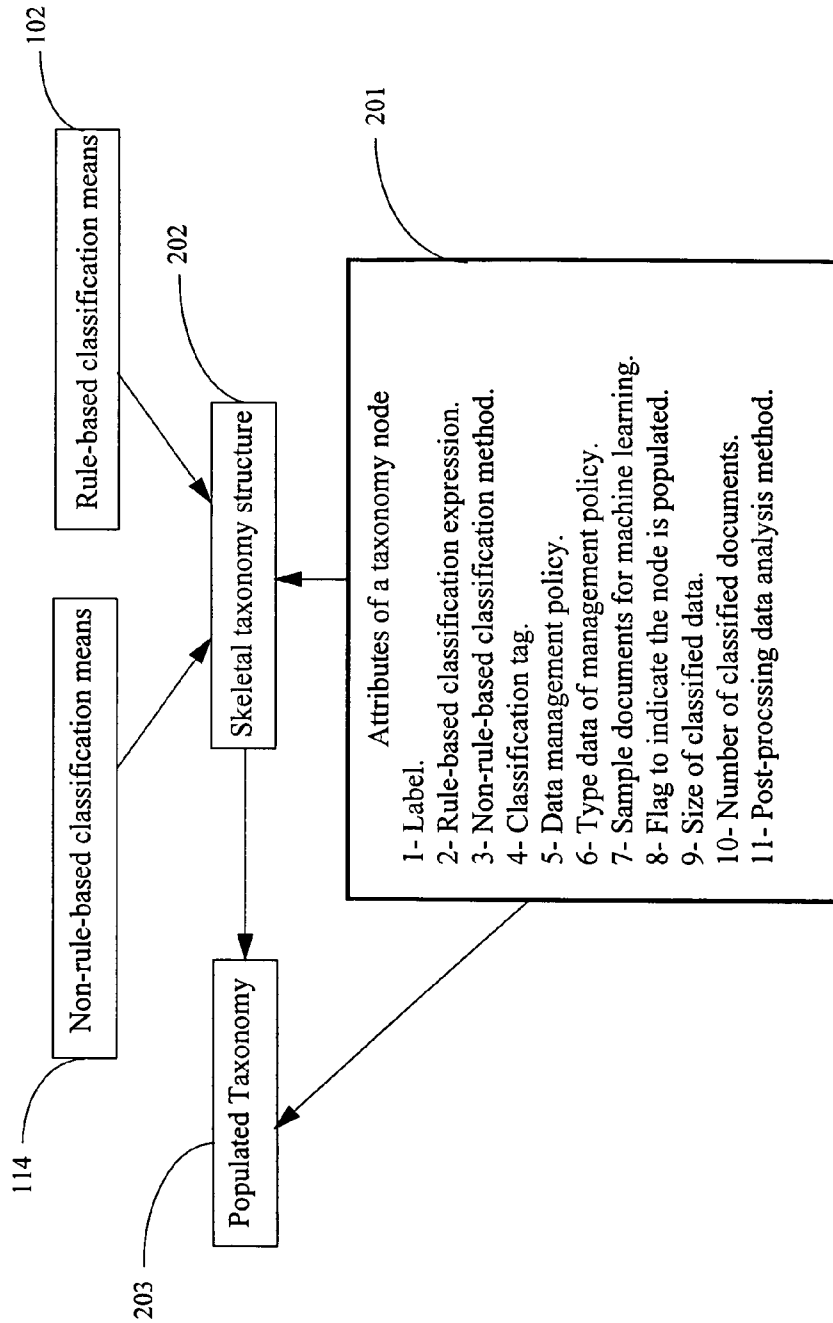 114
Non-rule-based classification means
Rule-based classification means
102
203
Populated Taxonomy
Skeletal taxonomy structure
202
201
Attributes of a taxonomy node
1- Label.
2- Rule-based classification expression.
3- Non-rule-based classification method.
4- Classification tag.
5- Data management policy.
6- Type data of management policy.
7- Sample documents for machine learning.
8- Flag to indicate the node is populated.
9- Size of classified data.
10- Number of classified documents.
11- Post-procssing data analysis method.